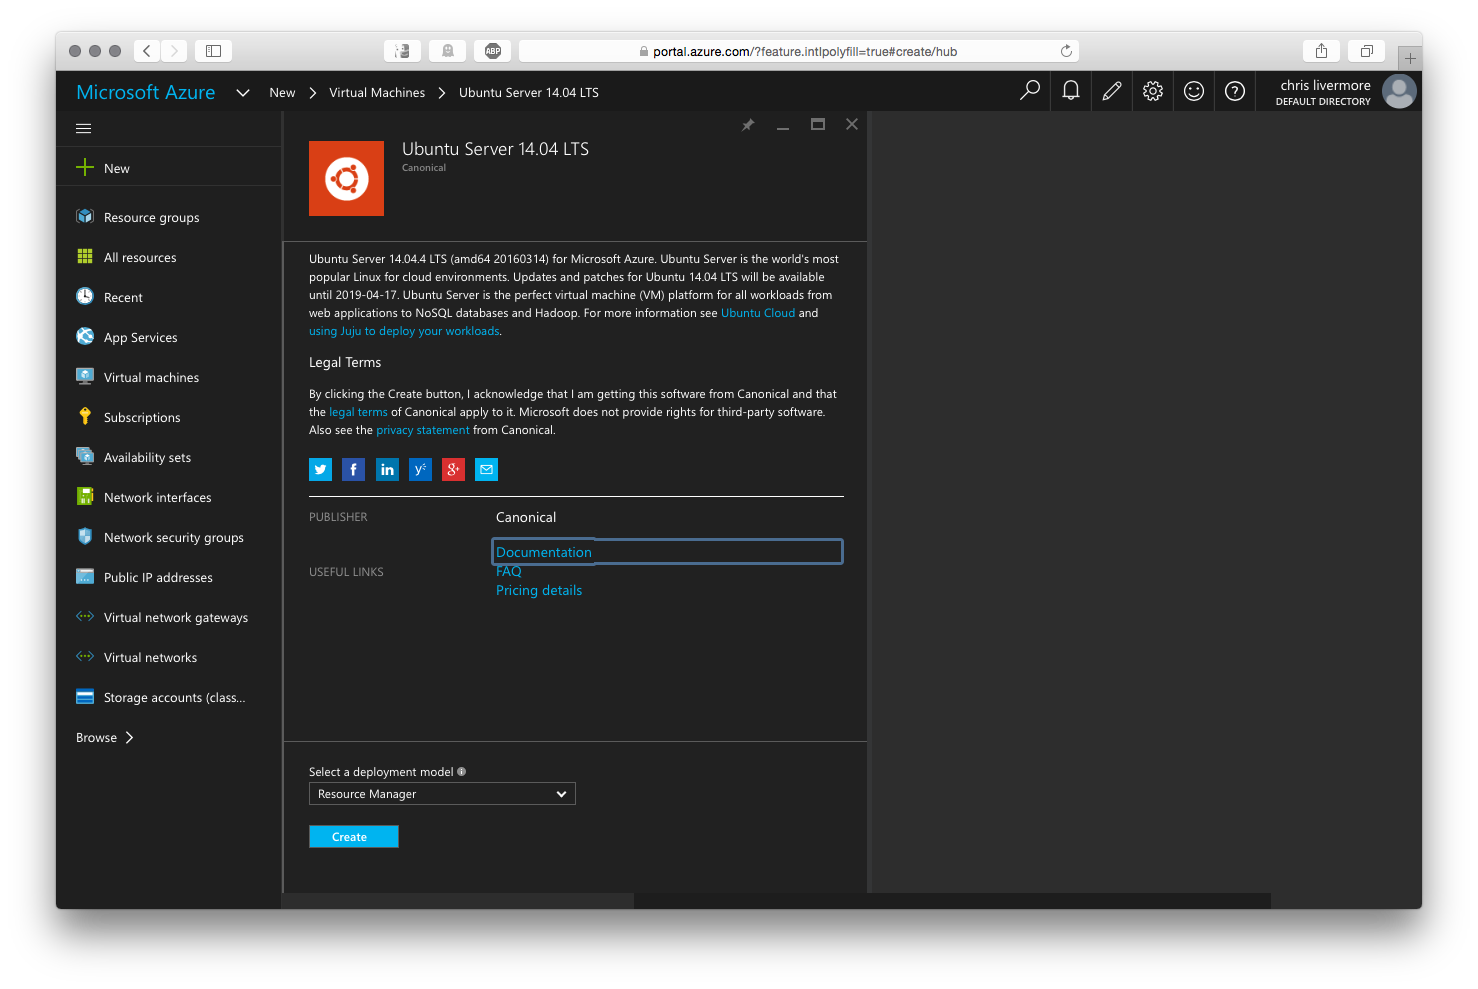 ABP
portal.azure.com/?feature.intlpolyfill=true#create/hub
Microsoft Azure
New
Virtual Machines
Ubuntu Server 14.04 LTS
chris livermore
DEFAULT DIRECTORY
New
Resource groups
All resources
Recent
App Services
Virtual machines
Subscriptions
Availability sets
Network interfaces
Network security groups
Public IP addresses
Virtual network gateways
Virtual networks
Storage accounts (class...
Browse
Ubuntu Server 14.04 LTS
Canonical
Ubuntu Server 14.04.4 LTS (amd64 20160314) for Microsoft Azure. Ubuntu Server is the world's most
popular Linux for cloud environments. Updates and patches for Ubuntu 14.04 LTS will be available
until 2019-04-17. Ubuntu Server is the perfect virtual machine (VM) platform for all workloads from
web applications to NoSQL databases and Hadoop. For more information see Ubuntu Cloud and
using Juju to deploy your workloads.
Legal Terms
By clicking the Create button, I acknowledge that I am getting this software from Canonical and that
the legal terms of Canonical apply to it. Microsoft does not provide rights for third-party software.
Also see the privacy statement from Canonical.
PUBLISHER
Canonical
USEFUL LINKS
Documentation
FAQ
Pricing details
Select a deployment model
Resource Manager
Create